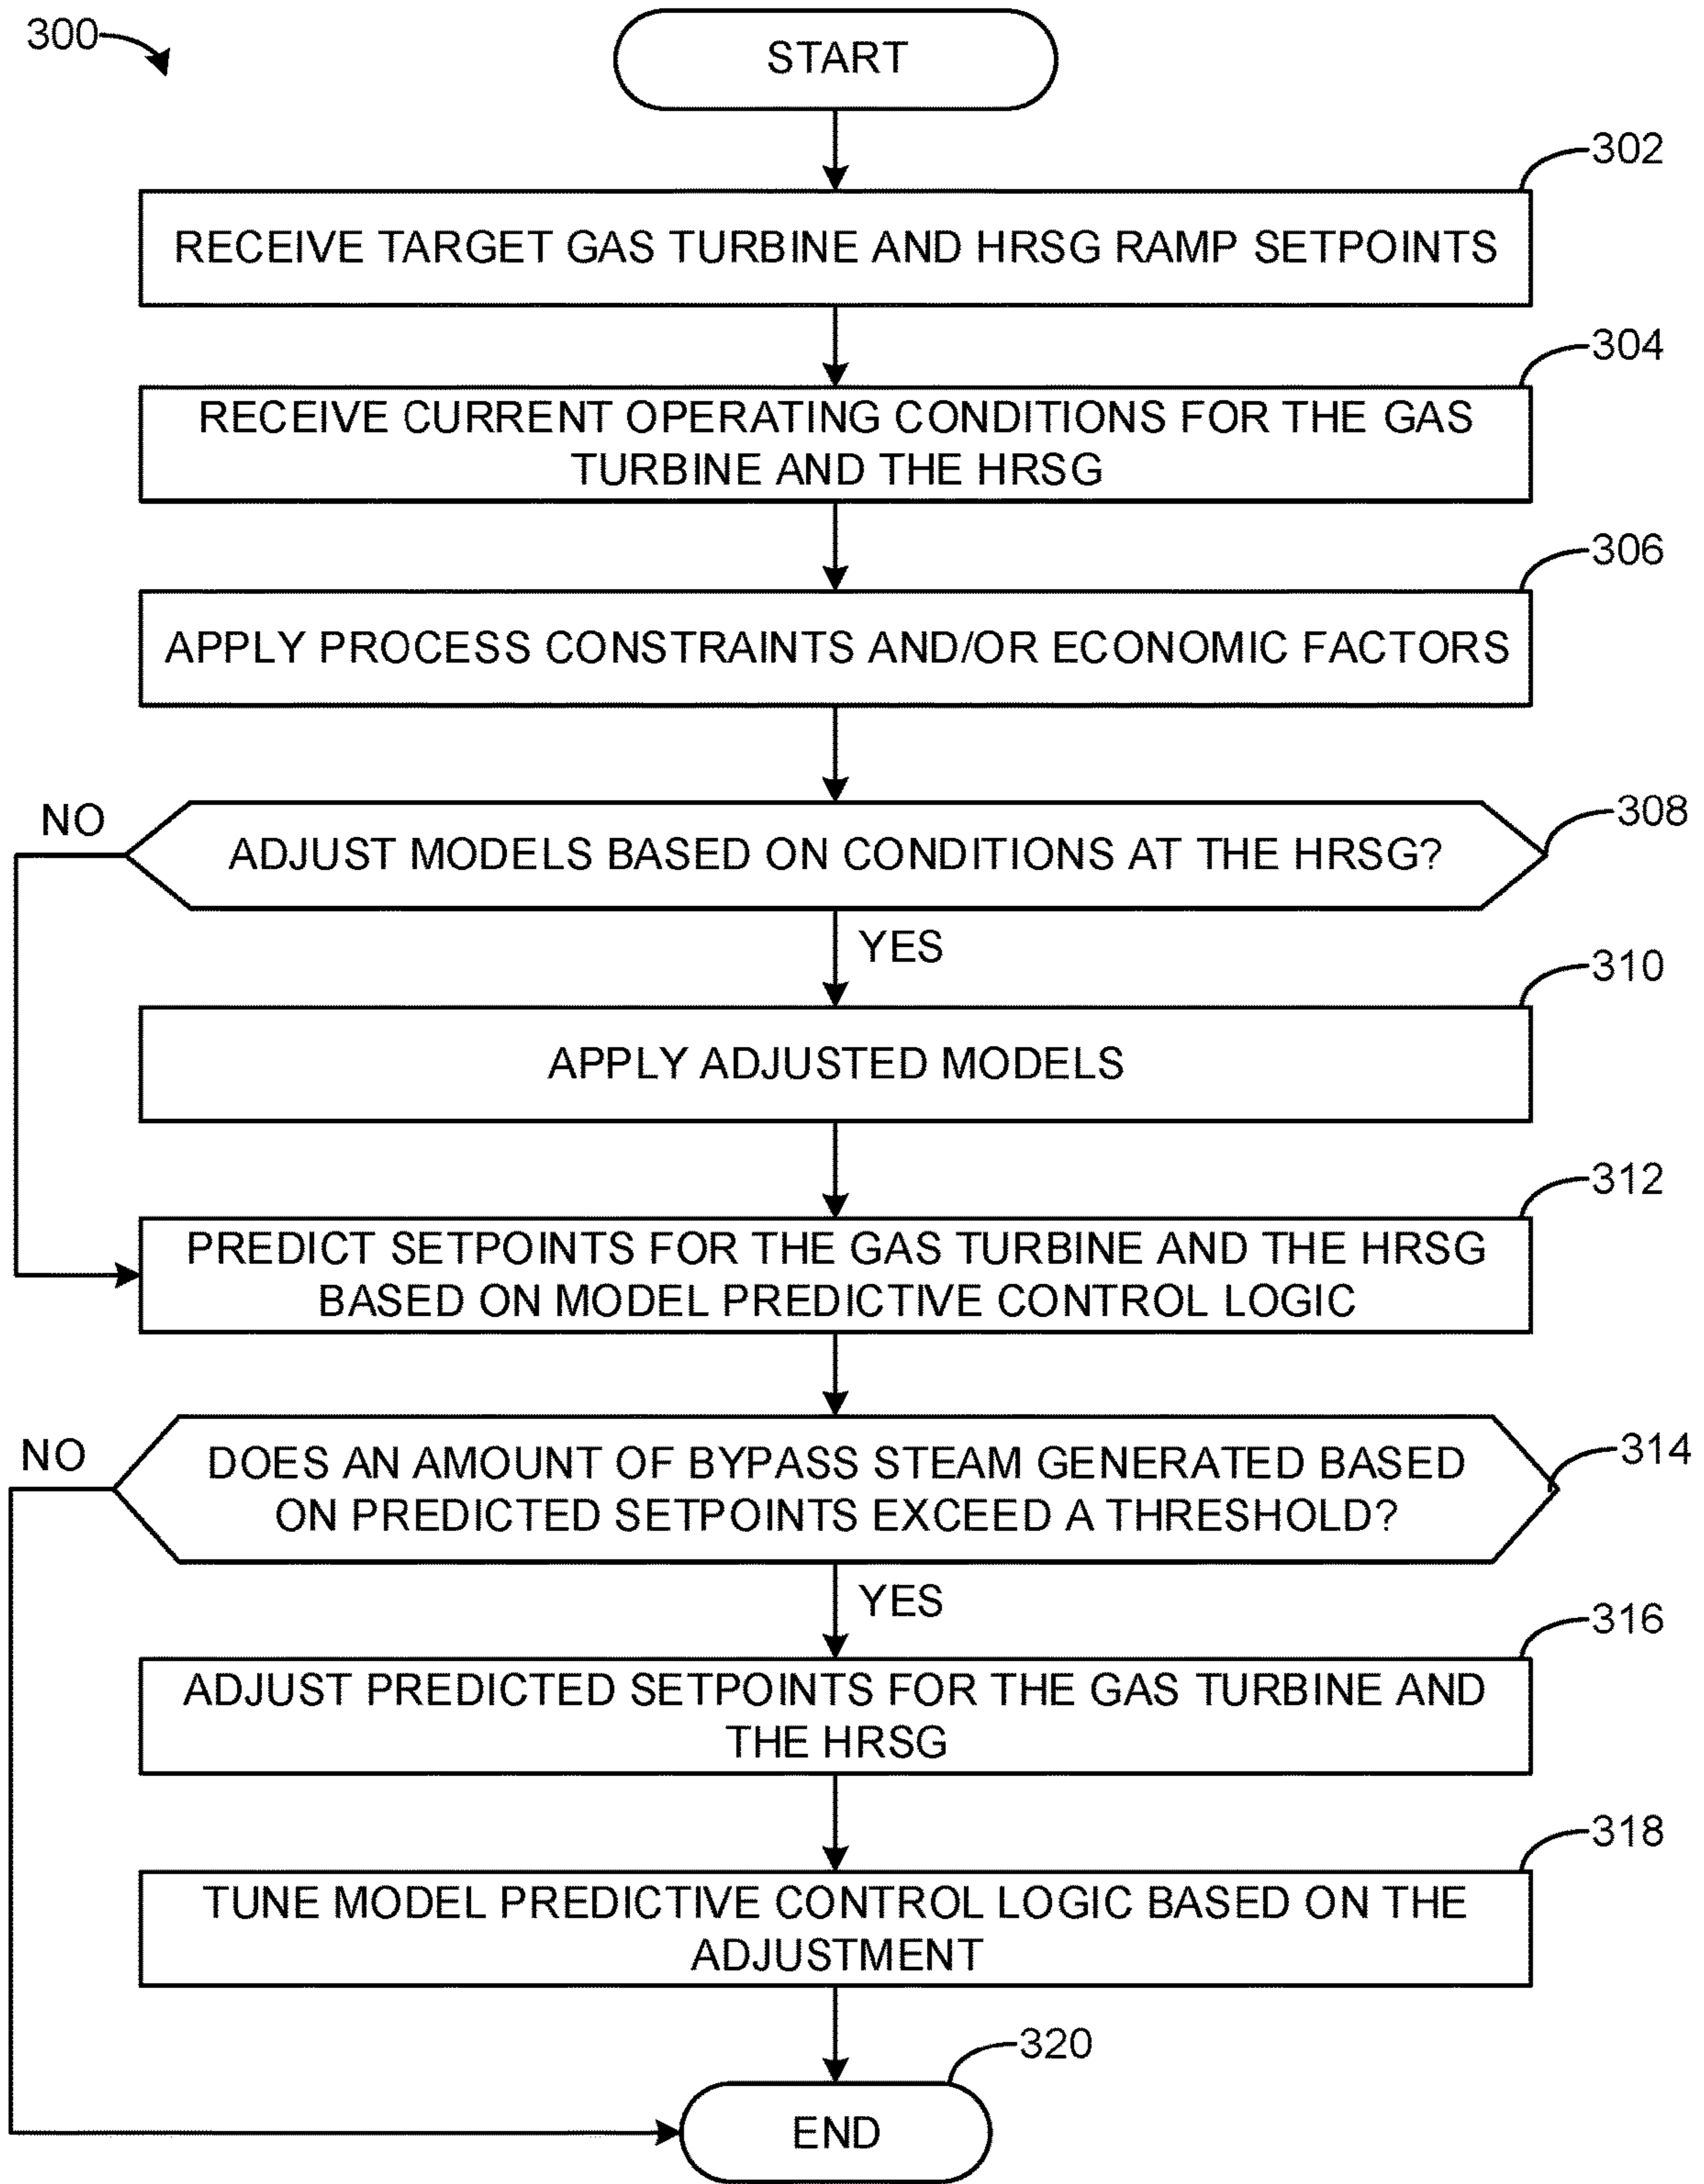 300
START
302
RECEIVE TARGET GAS TURBINE AND HRSG RAMP SETPOINTS
304
RECEIVE CURRENT OPERATING CONDITIONS FOR THE GAS
TURBINE AND THE HRSG
306
APPLY PROCESS CONSTRAINTS AND/OR ECONOMIC FACTORS
308
NO
ADJUST MODELS BASED ON CONDITIONS AT THE HRSG?
YES
310
APPLY ADJUSTED MODELS
312
PREDICT SETPOINTS FOR THE GAS TURBINE AND THE HRSG
BASED ON MODEL PREDICTIVE CONTROL LOGIC
314
NO
DOES AN AMOUNT OF BYPASS STEAM GENERATED BASED
ON PREDICTED SETPOINTS EXCEED A THRESHOLD?
YES
316
ADJUST PREDICTED SETPOINTS FOR THE GAS TURBINE AND
THE HRSG
318
TUNE MODEL PREDICTIVE CONTROL LOGIC BASED ON THE
ADJUSTMENT
320
END